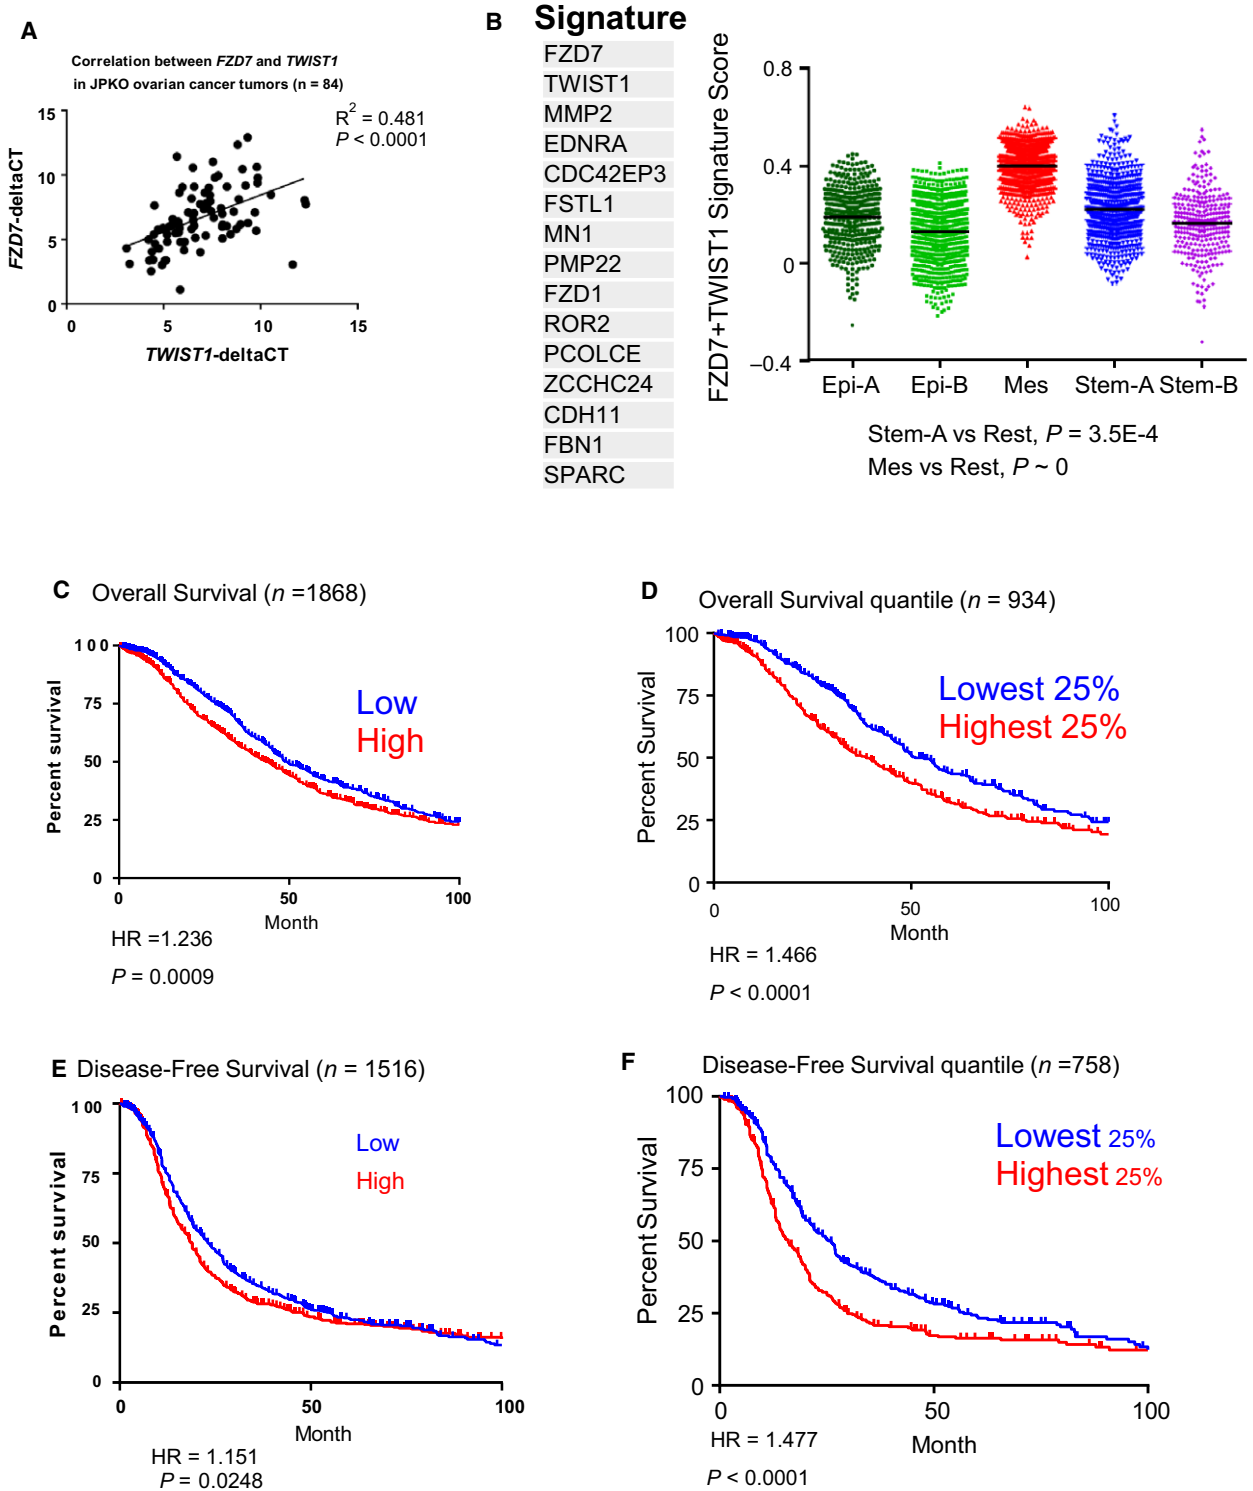 A
Correlation between FZD7 and TWIST1
in JPKO ovarian cancer tumors (n = 84)
R2 = 0.481
P < 0.0001
15
10
5
0
FZD7-deltaCT
0 5 10 15
TWIST1-deltaCT
B
Signature
FZD7
TWIST1
MMP2
EDNRA
CDC42EP3
FSTL1
MN1
PMP22
FZD1
ROR2
PCOLCE
ZCCHC24
CDH11
FBN1
SPARC
FZD7+TWIST1 Signature Score
0.8
0.4
0
–0.4
Epi-A Epi-B Mes Stem-A Stem-B
Stem-A vs Rest, P = 3.5E-4
Mes vs Rest, P ~ 0
C Overall Survival (n =1868)
Percent survival
100
75
50
25
0
Low
High
0 50 100
Month
HR =1.236
P = 0.0009
D Overall Survival quantile (n = 934)
Percent Survival
100
75
50
25
0
Lowest 25%
Highest 25%
0 50 100
Month
HR = 1.466
P < 0.0001
E Disease-Free Survival (n = 1516)
Percent survival
100
75
50
25
0
Low
High
0 50 100
Month
HR = 1.151
P = 0.0248
F Disease-Free Survival quantile (n =758)
Percent Survival
100
75
50
25
0
Lowest 25%
Highest 25%
0 50 100
Month
HR = 1.477
P < 0.0001